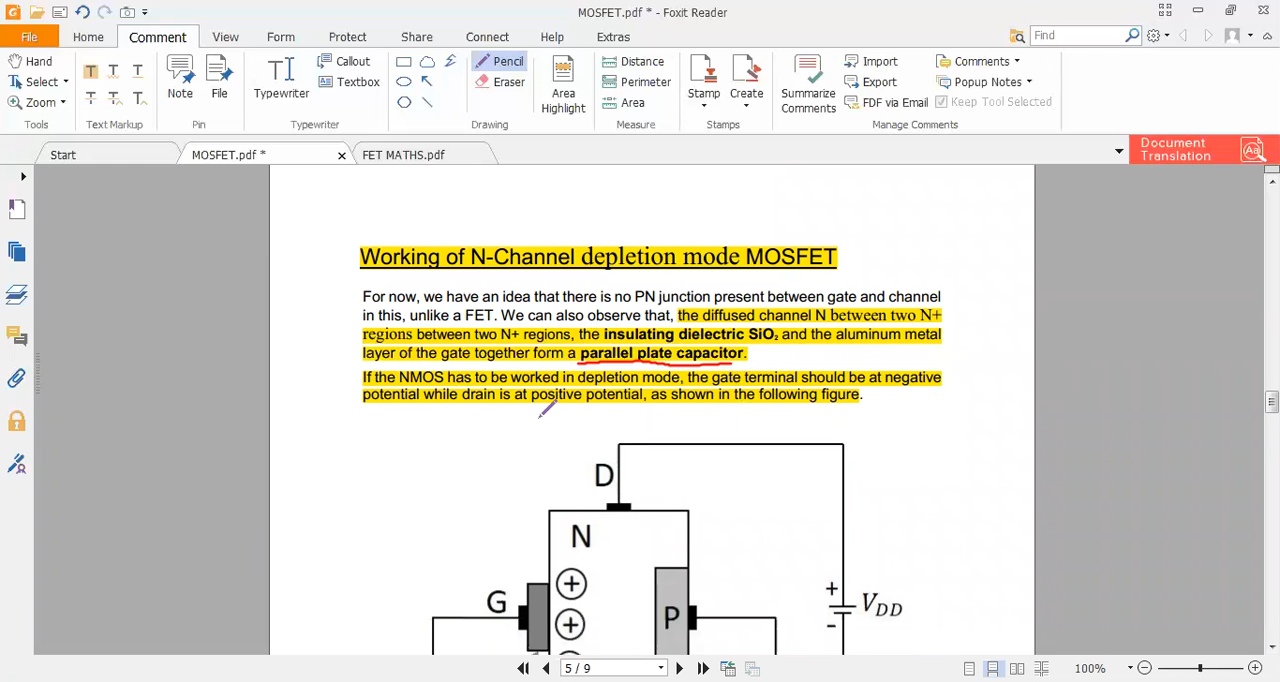 MOSFET.pdf * - Foxit Reader
File Home Comment View Form Protect Share Connect Help Extras Find
Hand
Select
Zoom
Tools
T T T
T T T
Text Markup
Note
File
Pin
Typewriter
Callout
Textbox
Typewriter
Pencil
Eraser
Area
Highlight
Drawing
Distance
Perimeter
Area
Measure
Stamp
Create
Stamps
Summarize
Comments
Import
Export
FDF via Email
Comments
Popup Notes
Keep Tool Selected
Manage Comments
Start
MOSFET.pdf *
FET MATHS.pdf
Document
Translation
Aa
Working of N-Channel depletion mode MOSFET
For now, we have an idea that there is no PN junction present between gate and channel
in this, unlike a FET. We can also observe that, the diffused channel N between two N+
regions between two N+ regions, the insulating dielectric SiO₂ and the aluminum metal
layer of the gate together form a parallel plate capacitor.
If the NMOS has to be worked in depletion mode, the gate terminal should be at negative
potential while drain is at positive potential, as shown in the following figure.
D
N
+
G
+
P
+
V_DD
-
5 / 9
100%